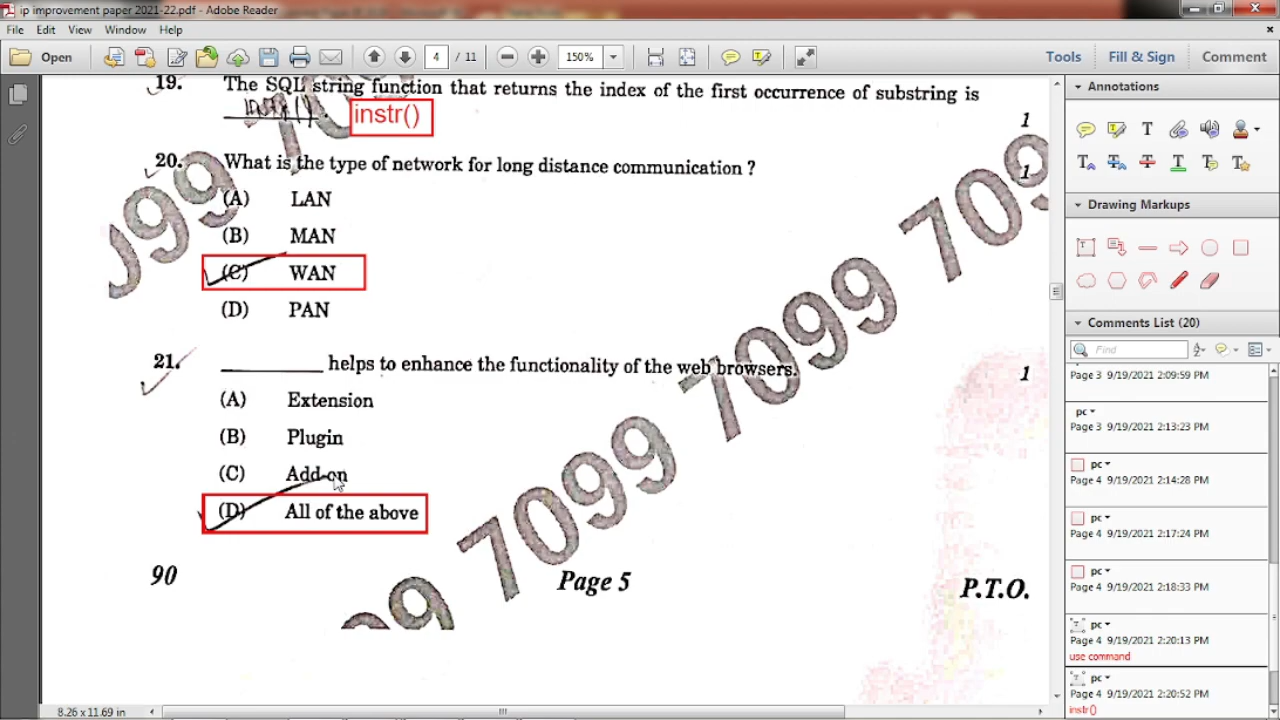 ip improvement paper 2021-22.pdf - Adobe Reader
File Edit View Window Help
Open 4 / 11 150% Tools Fill & Sign Comment
19. The SQL string function that returns the index of the first occurrence of substring is
instr() 1
20. What is the type of network for long distance communication ? 1
(A) LAN
(B) MAN
(C) WAN
(D) PAN
21. __________ helps to enhance the functionality of the web browsers. 1
(A) Extension
(B) Plugin
(C) Add-on
(D) All of the above
90 Page 5 P.T.O.
7099 7099 7099
8.26 x 11.69 in
Annotations
Drawing Markups
Comments List (20)
Find
Page 3 9/19/2021 2:09:59 PM
pc
Page 3 9/19/2021 2:13:23 PM
pc
Page 4 9/19/2021 2:14:28 PM
pc
Page 4 9/19/2021 2:17:24 PM
pc
Page 4 9/19/2021 2:18:33 PM
pc
Page 4 9/19/2021 2:20:13 PM
use command
pc
Page 4 9/19/2021 2:20:52 PM
instr()